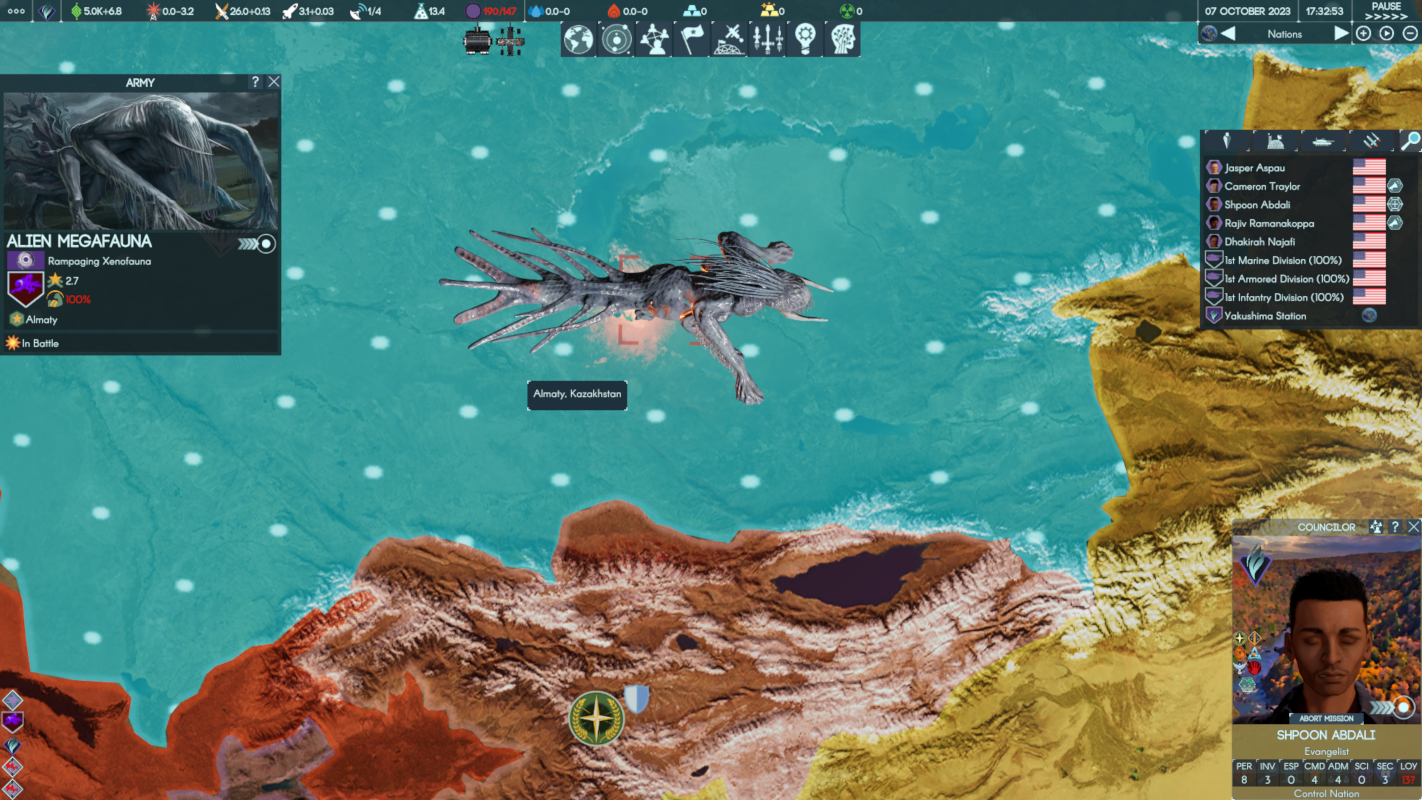 5.0K+6.8
0.0-3.2
26.0+0.13
3.1+0.03
1/4
13.4
190/147
0.0-0
0.0-0
0
0
0
07 OCTOBER 2023
17:32:53
PAUSE
>>>>>
Nations
ARMY
?
ALIEN MEGAFAUNA
Rampaging Xenofauna
2.7
100%
Almaty
In Battle
Almaty, Kazakhstan
Jasper Aspau
Cameron Traylor
Shpoon Abdali
Rajiv Ramanakoppa
Dhakirah Najafi
1st Marine Division (100%)
1st Armored Division (100%)
1st Infantry Division (100%)
Yakushima Station
COUNCILOR
?
ABORT MISSION
SHPOON ABDALI
Evangelist
PER INV ESP CMD ADM SCI SEC LOY
8 3 0 4 4 0 3 137
Control Nation